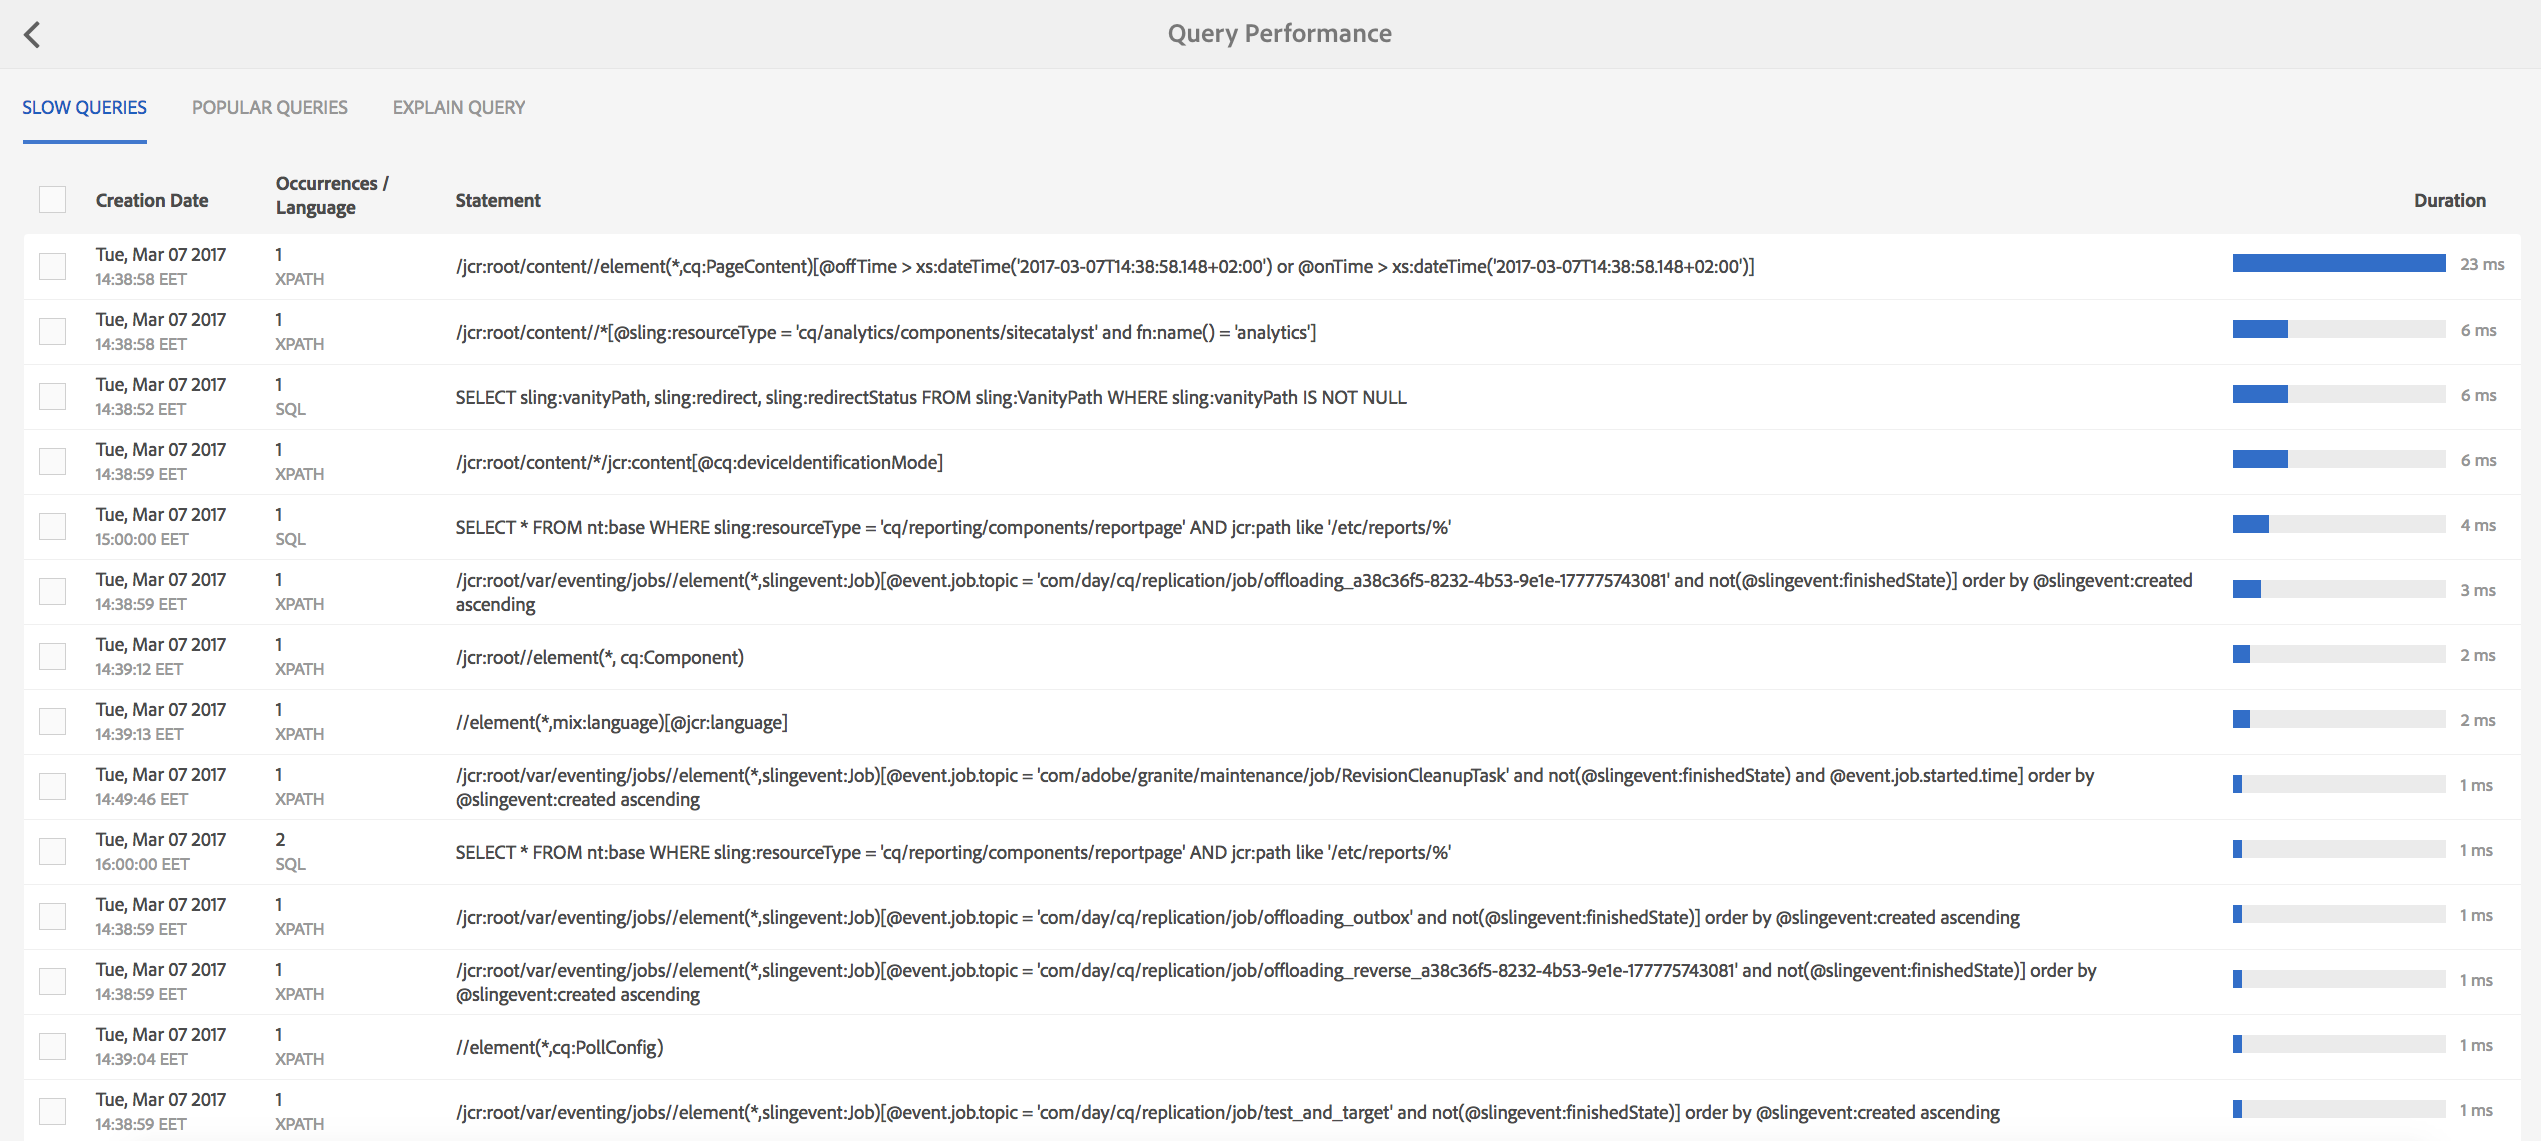 Query Performance
SLOW QUERIES POPULAR QUERIES EXPLAIN QUERY
Creation Date Occurrences / Language Statement Duration
Tue, Mar 07 2017 1
14:38:58 EET XPATH
/jcr:root/content//element(*,cq:PageContent)[@offTime > xs:dateTime('2017-03-07T14:38:58.148+02:00') or @onTime > xs:dateTime('2017-03-07T14:38:58.148+02:00')]
23 ms
Tue, Mar 07 2017 1
14:38:58 EET XPATH
/jcr:root/content//*[@sling:resourceType = 'cq/analytics/components/sitecatalyst' and fn:name() = 'analytics']
6 ms
Tue, Mar 07 2017 1
14:38:52 EET SQL
SELECT sling:vanityPath, sling:redirect, sling:redirectStatus FROM sling:VanityPath WHERE sling:vanityPath IS NOT NULL
6 ms
Tue, Mar 07 2017 1
14:38:59 EET XPATH
/jcr:root/content/*/jcr:content[@cq:deviceIdentificationMode]
6 ms
Tue, Mar 07 2017 1
15:00:00 EET SQL
SELECT * FROM nt:base WHERE sling:resourceType = 'cq/reporting/components/reportpage' AND jcr:path like '/etc/reports/%'
4 ms
Tue, Mar 07 2017 1
14:38:59 EET XPATH
/jcr:root/var/eventing/jobs//element(*,slingevent:Job)[@event.job.topic = 'com/day/cq/replication/job/offloading_a38c36f5-8232-4b53-9e1e-177775743081' and not(@slingevent:finishedState)] order by @slingevent:created
ascending
3 ms
Tue, Mar 07 2017 1
14:39:12 EET XPATH
/jcr:root//element(*, cq:Component)
2 ms
Tue, Mar 07 2017 1
14:39:13 EET XPATH
//element(*,mix:language)[@jcr:language]
2 ms
Tue, Mar 07 2017 1
14:49:46 EET XPATH
/jcr:root/var/eventing/jobs//element(*,slingevent:Job)[@event.job.topic = 'com/adobe/granite/maintenance/job/RevisionCleanupTask' and not(@slingevent:finishedState) and @event.job.started.time] order by
@slingevent:created ascending
1 ms
Tue, Mar 07 2017 2
16:00:00 EET SQL
SELECT * FROM nt:base WHERE sling:resourceType = 'cq/reporting/components/reportpage' AND jcr:path like '/etc/reports/%'
1 ms
Tue, Mar 07 2017 1
14:38:59 EET XPATH
/jcr:root/var/eventing/jobs//element(*,slingevent:Job)[@event.job.topic = 'com/day/cq/replication/job/offloading_outbox' and not(@slingevent:finishedState)] order by @slingevent:created ascending
1 ms
Tue, Mar 07 2017 1
14:38:59 EET XPATH
/jcr:root/var/eventing/jobs//element(*,slingevent:Job)[@event.job.topic = 'com/day/cq/replication/job/offloading_reverse_a38c36f5-8232-4b53-9e1e-177775743081' and not(@slingevent:finishedState)] order by
@slingevent:created ascending
1 ms
Tue, Mar 07 2017 1
14:39:04 EET XPATH
//element(*,cq:PollConfig)
1 ms
Tue, Mar 07 2017 1
14:38:59 EET XPATH
/jcr:root/var/eventing/jobs//element(*,slingevent:Job)[@event.job.topic = 'com/day/cq/replication/job/test_and_target' and not(@slingevent:finishedState)] order by @slingevent:created ascending
1 ms